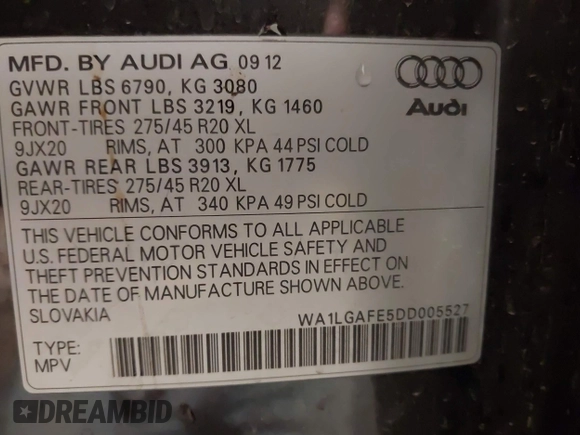 MFD. BY AUDI AG 09 12
GVWR LBS 6790, KG 3080
GAWR FRONT LBS 3219, KG 1460
FRONT-TIRES 275/45 R20 XL
9JX20 RIMS, AT 300 KPA 44 PSI COLD
GAWR REAR LBS 3913, KG 1775
REAR-TIRES 275/45 R20 XL
9JX20 RIMS, AT 340 KPA 49 PSI COLD
Audi
THIS VEHICLE CONFORMS TO ALL APPLICABLE
U.S. FEDERAL MOTOR VEHICLE SAFETY AND
THEFT PREVENTION STANDARDS IN EFFECT ON
THE DATE OF MANUFACTURE SHOWN ABOVE.
SLOVAKIA WA1LGAFE5DD005527
TYPE:
MPV
DREAMBID